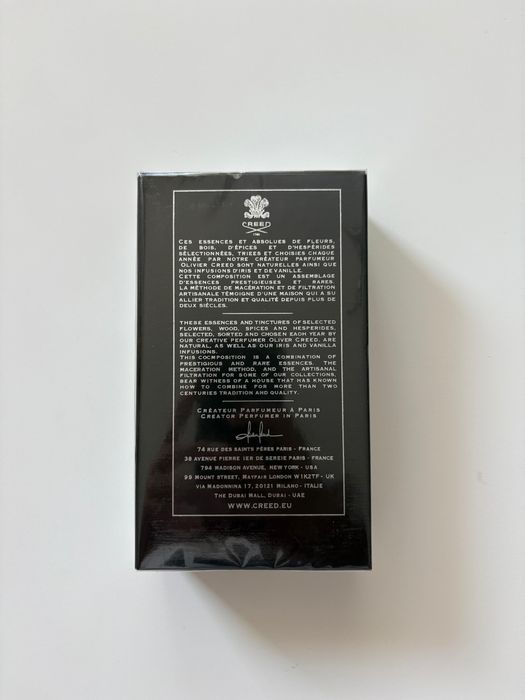 CREED
1760
CES ESSENCES ET ABSOLUES DE FLEURS,
DE BOIS, D'ÉPICES ET D'HESPÉRIDES
SÉLECTIONNÉES, TRIEES ET CHOISIES CHAQUE
ANNÉE PAR NOTRE CRÉATEUR PARFUMEUR
OLIVIER CREED SONT NATURELLES AINSI QUE
NOS INFUSIONS D'IRIS ET DE VANILLE.
CETTE COMPOSITION EST UN ASSEMBLAGE
D'ESSENCES PRESTIGIEUSES ET RARES.
LA MÉTHODE DE MACÉRATION ET DE FILTRATION
ARTISANALE TÉMOIGNE D'UNE MAISON QUI A SU
ALLIER TRADITION ET QUALITÉ DEPUIS PLUS DE
DEUX SIÈCLES.
THESE ESSENCES AND TINCTURES OF SELECTED
FLOWERS, WOOD, SPICES AND HESPERIDES,
SELECTED, SORTED AND CHOSEN EACH YEAR BY
OUR CREATIVE PERFUMER OLIVER CREED, ARE
NATURAL, AS WELL AS OUR IRIS AND VANILLA
INFUSIONS.
THIS COCMPOSITION IS A COMBINATION OF
PRESTIGIOUS AND RARE ESSENCES. THE
MACERATION METHOD, AND THE ARTISANAL
FILTRATION FOR SOME OF OUR COLLECTIONS,
BEAR WITNESS OF A HOUSE THAT HAS KNOWN
HOW TO COMBINE FOR MORE THAN TWO
CENTURIES TRADITION AND QUALITY.
CRÉATEUR PARFUMEUR À PARIS
CREATOR PERFUMER IN PARIS
74 RUE DES SAINTS PÈRES PARIS - FRANCE
38 AVENUE PIERRE 1ER DE SEREIE PARIS - FRANCE
794 MADISON AVENUE, NEW YORK - USA
99 MOUNT STREET, MAYFAIR LONDON W1K2TF - UK
VIA MADONNINA 17, 20121 MILANO - ITALIE
THE DUBAI MALL, DUBAI - UAE
WWW.CREED.EU